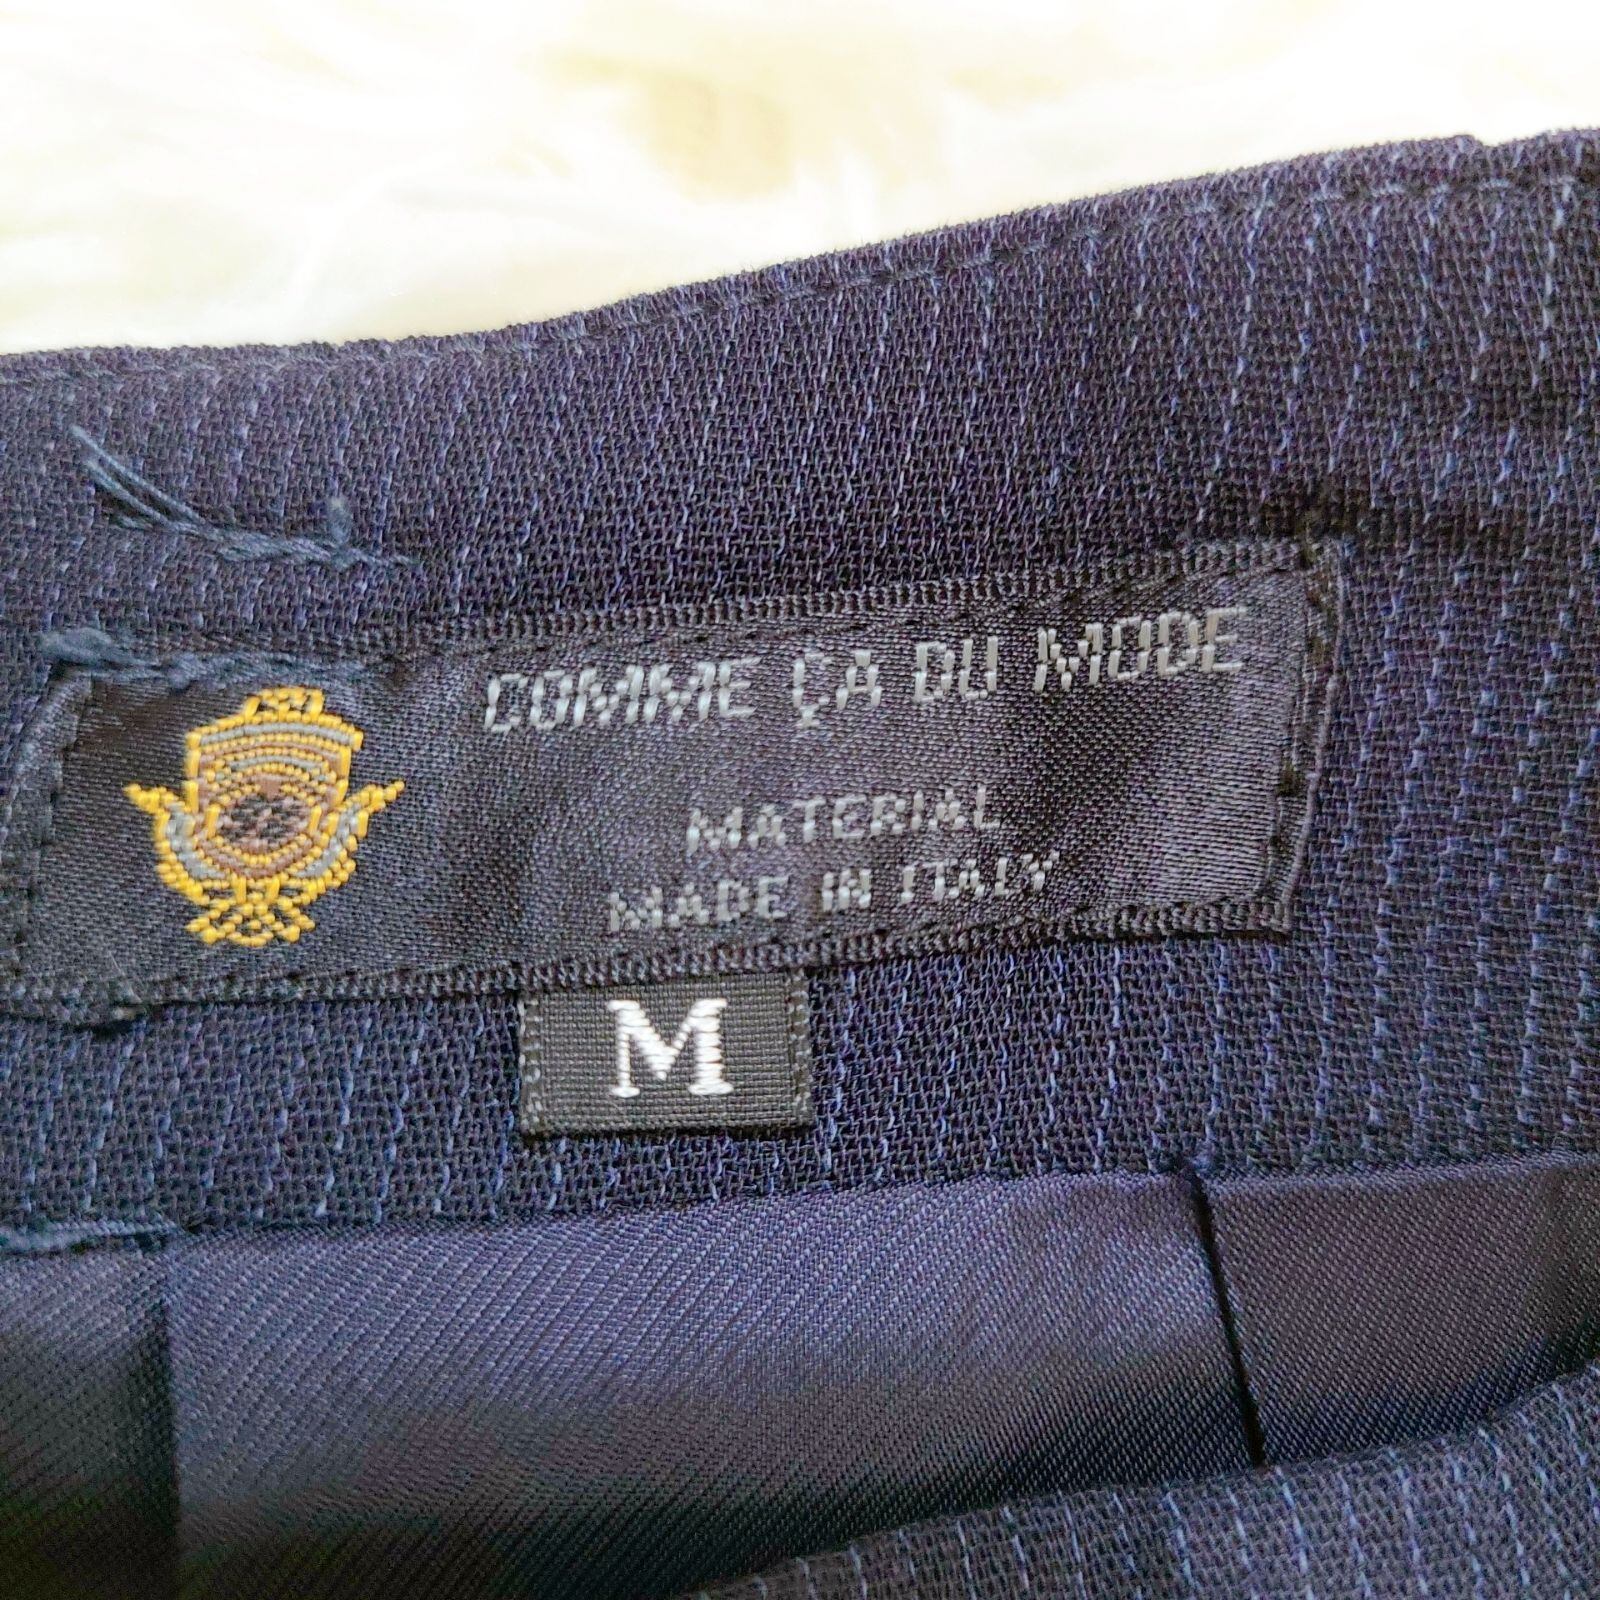 COMME ÇA DU MODE
MATERIAL
MADE IN ITALY
M